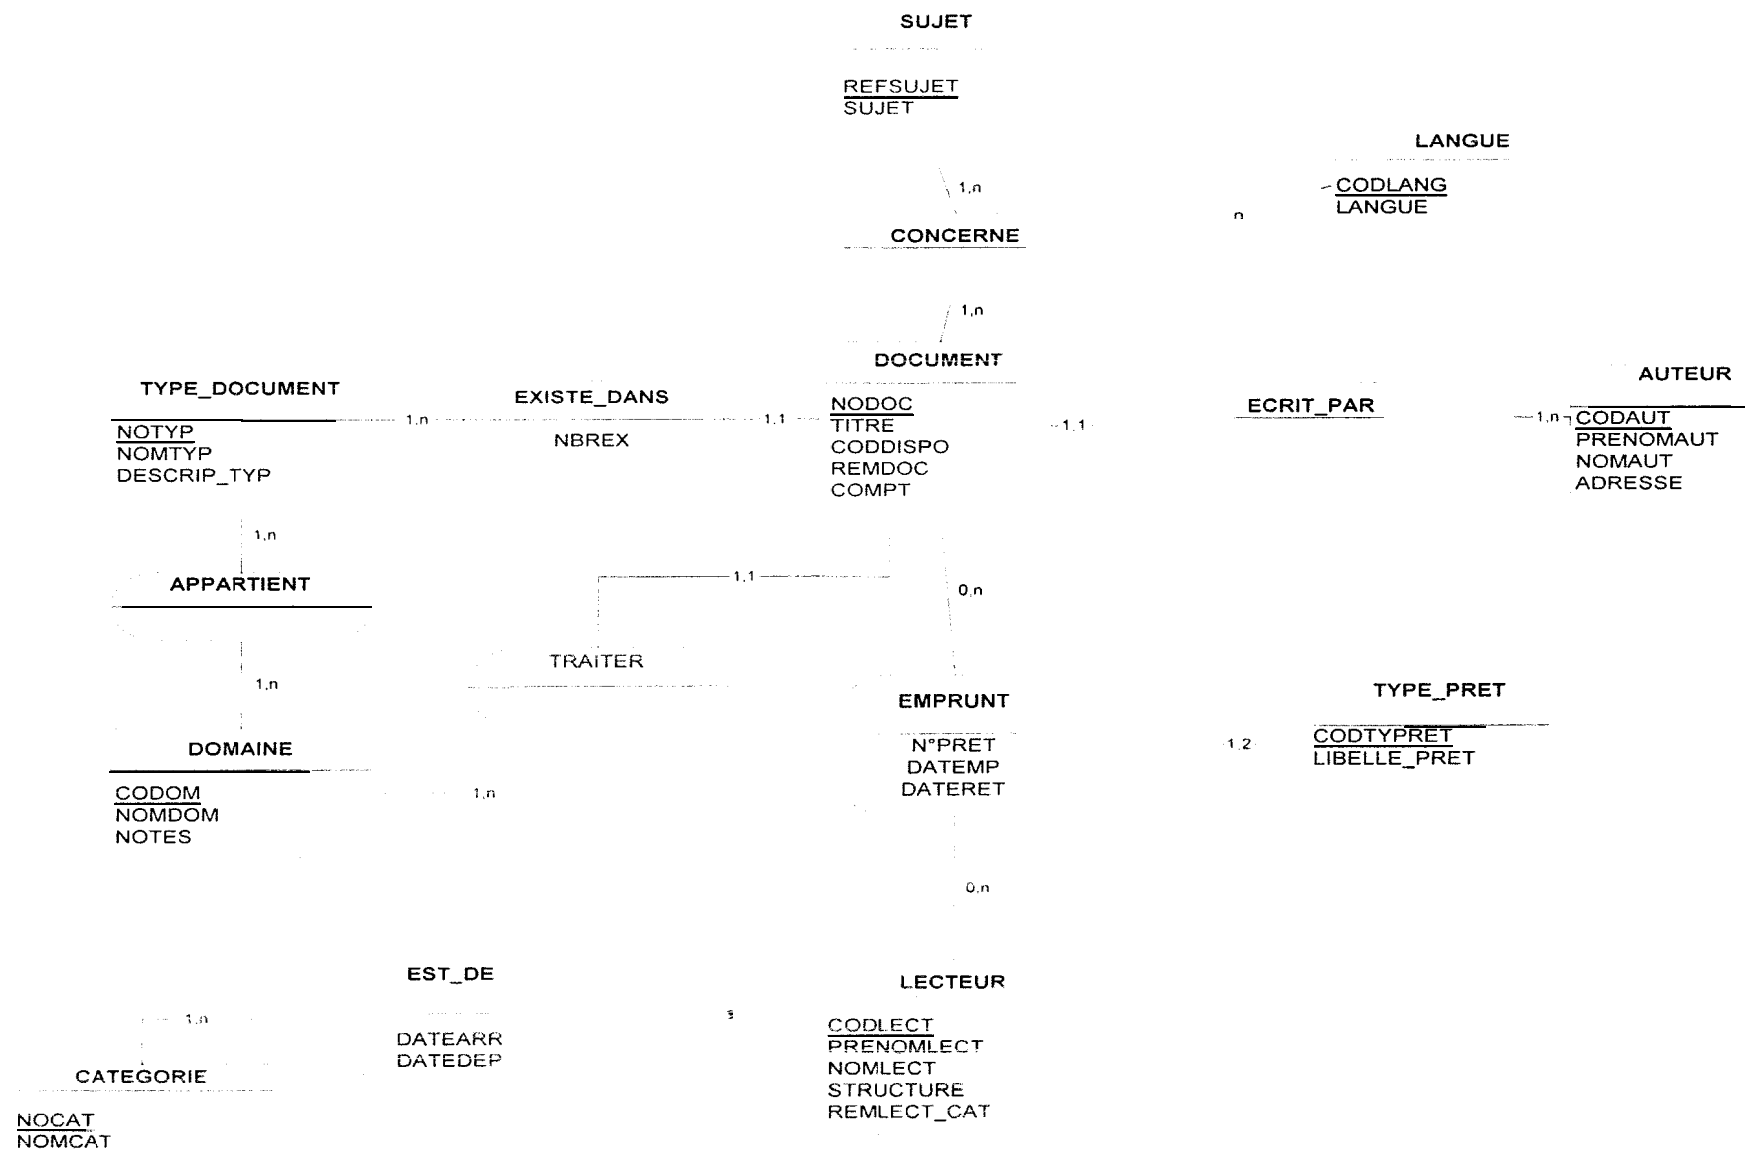 SUJET
REFSUJET
SUJET
LANGUE
1,n
CODLANG
LANGUE
n
CONCERNE
1,n
DOCUMENT
TYPE_DOCUMENT
EXISTE_DANS
AUTEUR
ECRIT_PAR
1,n
1,1
NODOC
TITRE
CODDISPO
REMDOC
COMPT
1,1
1,n
CODAUT
PRENOMAUT
NOMAUT
ADRESSE
NOTYP
NOMTYP
DESCRIP_TYP
NBREX
1,n
APPARTIENT
1,1
0,n
TRAITER
1,n
EMPRUNT
TYPE_PRET
DOMAINE
N°PRET
DATEMP
DATERET
1,2
CODTYPRET
LIBELLE_PRET
CODOM
NOMDOM
NOTES
1,n
0,n
EST_DE
LECTEUR
1,n
DATEARR
DATEDEP
CODLECT
PRENOMLECT
NOMLECT
STRUCTURE
REMLECT_CAT
CATEGORIE
NOCAT
NOMCAT